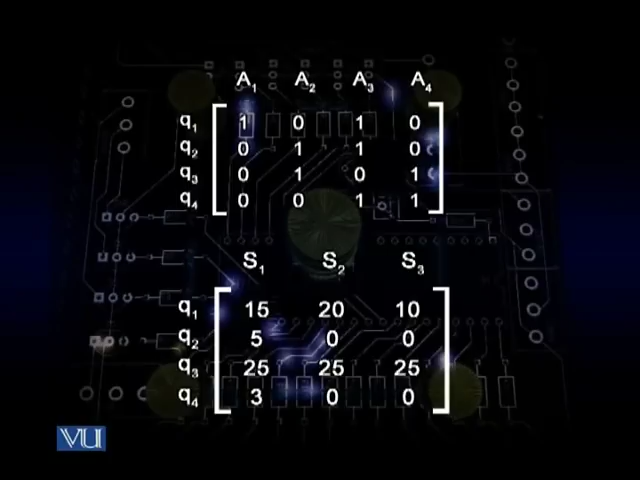 A₁ A₂ A₃ A₄
q₁ 1 0 1 0
q₂ 0 1 1 0
q₃ 0 1 0 1
q₄ 0 0 1 1
S₁ S₂ S₃
q₁ 15 20 10
q₂ 5 0 0
q₃ 25 25 25
q₄ 3 0 0
VU